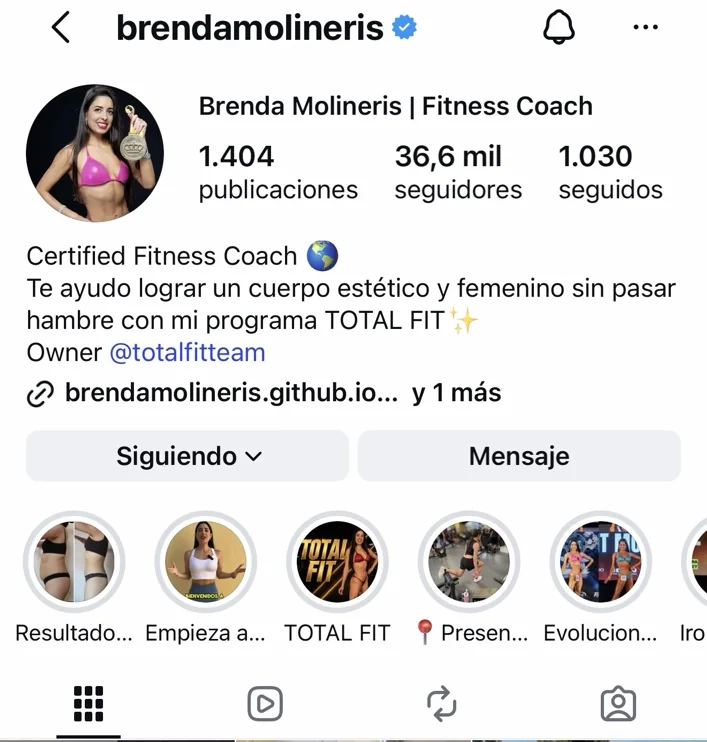 brendamolineris
Brenda Molineris | Fitness Coach
1.404 36,6 mil 1.030
publicaciones seguidores seguidos
Certified Fitness Coach 🌎
Te ayudo lograr un cuerpo estético y femenino sin pasar
hambre con mi programa TOTAL FIT✨
Owner @totalfitteam
brendamolineris.github.io... y 1 más
Siguiendo Mensaje
TOTAL
FIT
BIENVENIDOS A
Resultado... Empieza a... TOTAL FIT 📍 Presen... Evolucion... Iro